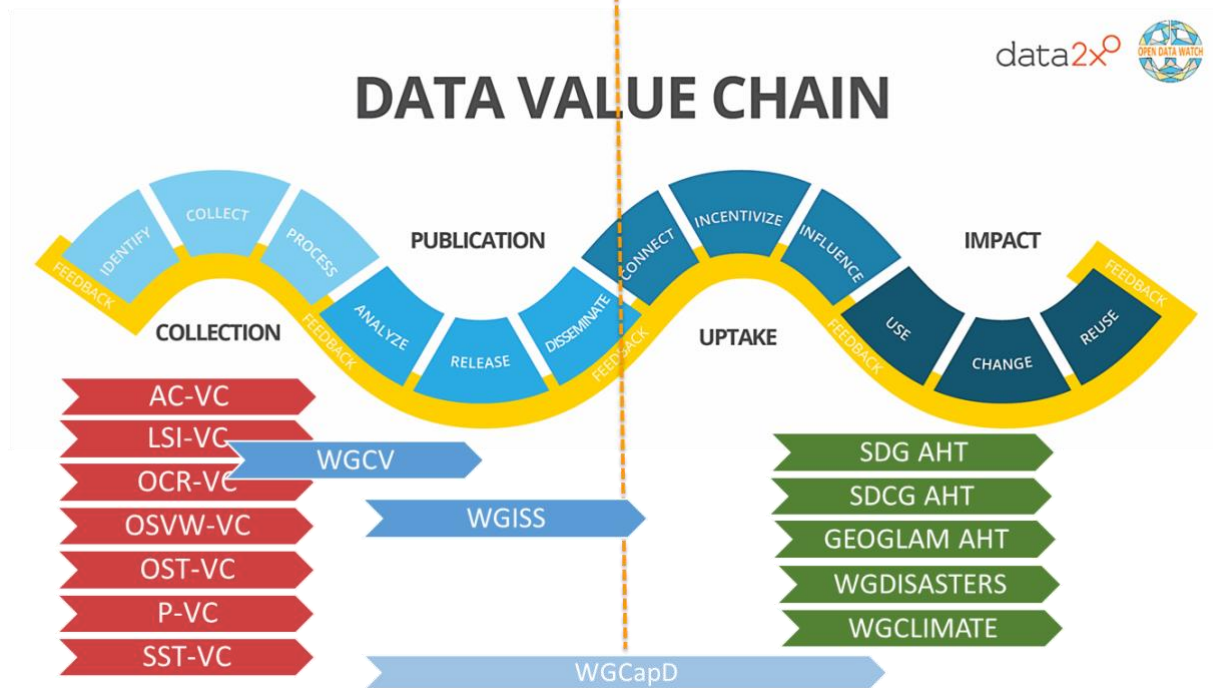 data2x
OPEN DATA WATCH
DATA VALUE CHAIN
IDENTIFY
COLLECT
PROCESS
ANALYZE
RELEASE
DISSEMINATE
CONNECT
INCENTIVIZE
INFLUENCE
USE
CHANGE
REUSE
FEEDBACK
FEEDBACK
FEEDBACK
FEEDBACK
FEEDBACK
COLLECTION
PUBLICATION
UPTAKE
IMPACT
AC-VC
LSI-VC
OCR-VC
OSVW-VC
OST-VC
P-VC
SST-VC
WGCV
WGISS
WGCapD
SDG AHT
SDCG AHT
GEOGLAM AHT
WGDISASTERS
WGCLIMATE